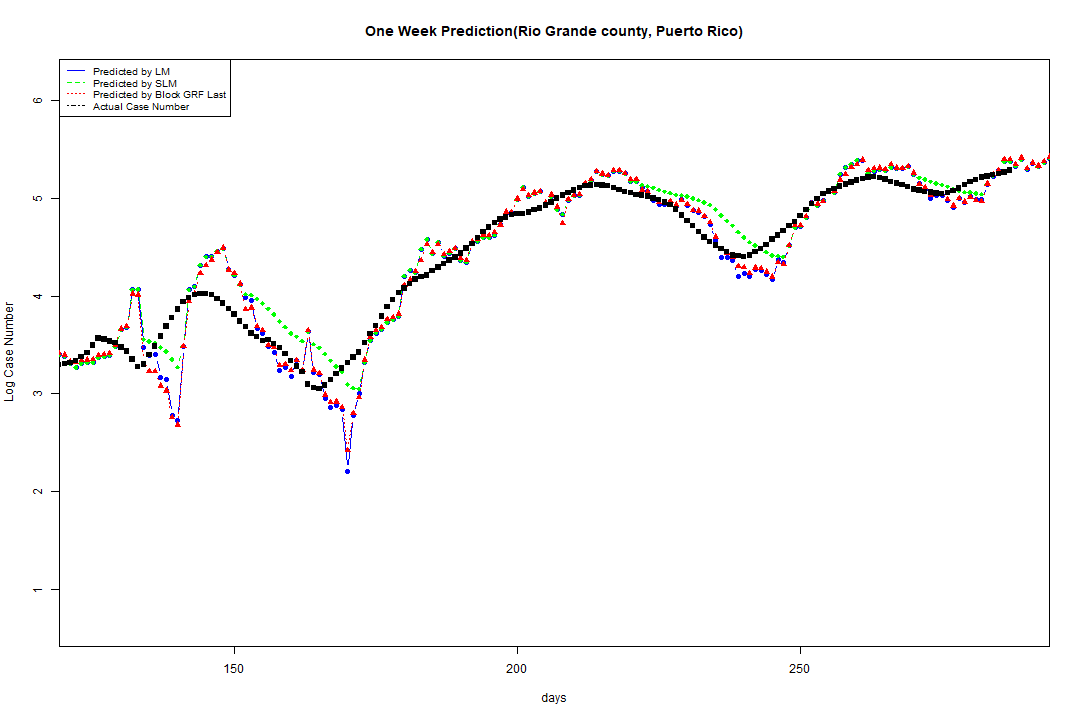 One Week Prediction(Rio Grande county, Puerto Rico)
Predicted by LM
Predicted by SLM
Predicted by Block GRF Last
Actual Case Number
Log Case Number
6
5
4
3
2
1
150
200
250
days